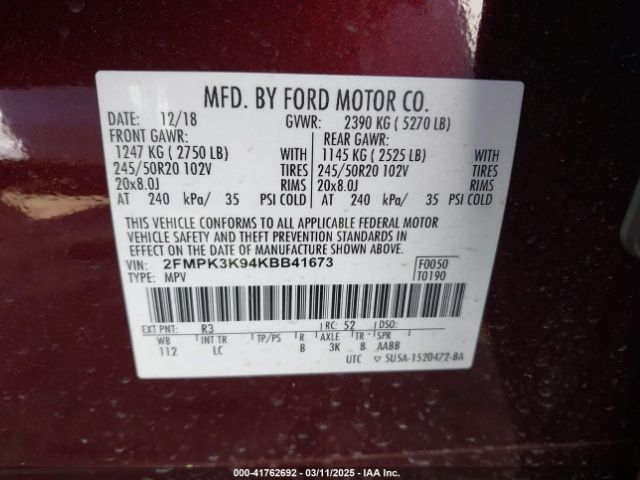 MFD. BY FORD MOTOR CO.
DATE: 12/18 GVWR: 2390 KG ( 5270 LB)
FRONT GAWR: REAR GAWR:
1247 KG ( 2750 LB) WITH 1145 KG ( 2525 LB) WITH
245/50R20 102V TIRES 245/50R20 102V TIRES
20x8.0J RIMS 20x8.0J RIMS
AT 240 kPa/ 35 PSI COLD AT 240 kPa/ 35 PSI COLD
THIS VEHICLE CONFORMS TO ALL APPLICABLE FEDERAL MOTOR
VEHICLE SAFETY AND THEFT PREVENTION STANDARDS IN
EFFECT ON THE DATE OF MANUFACTURE SHOWN ABOVE.
VIN: 2FMPK3K94KBB41673 F0050
TYPE: MPV T0190
EXT PNT: R3 RC: 52 DSO:
WB INT TR TP/PS R AXLE TR SPR
112 LC B 3K 8 AABB
UTC 5U5A-1520472-BA
000-41762692 - 03/11/2025 - IAA Inc.